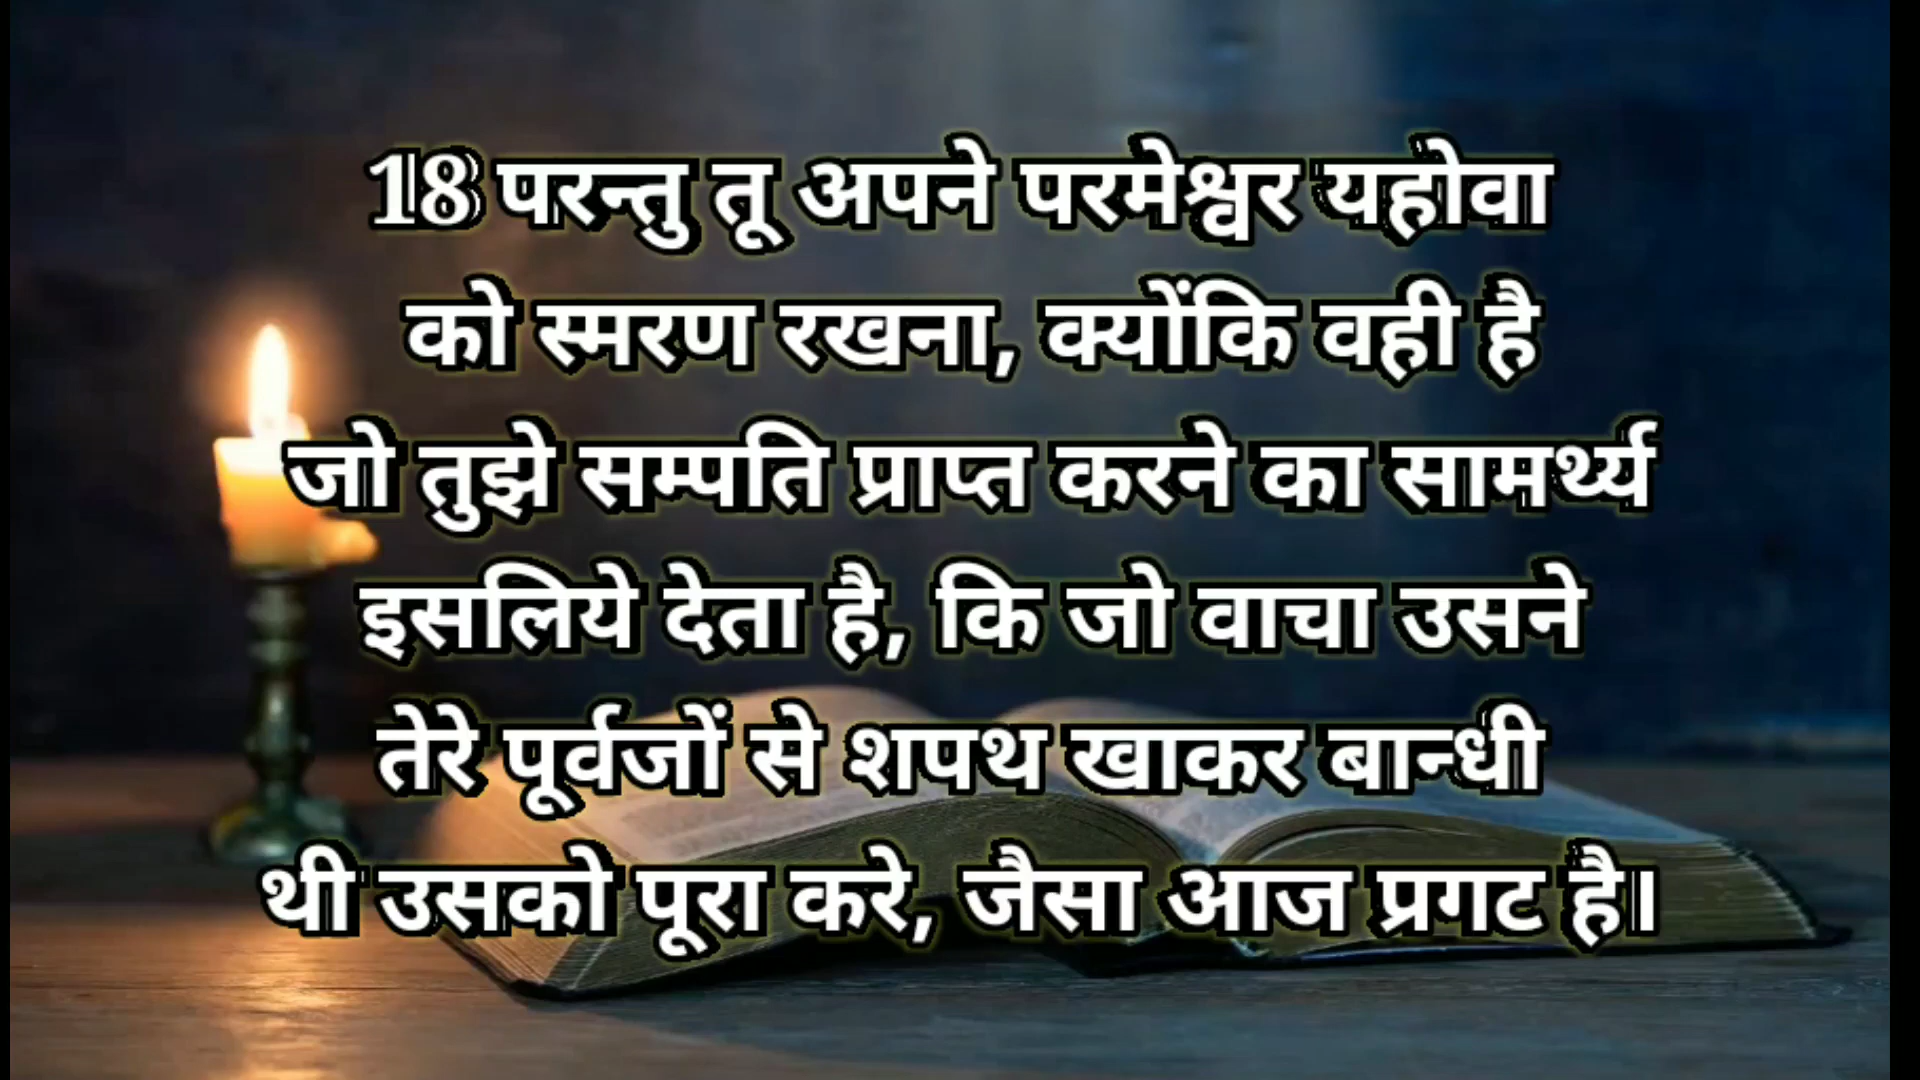 18 परन्तु तू अपने परमेश्वर यहोवा
को स्मरण रखना, क्योंकि वही है
जो तुझे सम्पति प्राप्त करने का सामर्थ्य
इसलिये देता है, कि जो वाचा उसने
तेरे पूर्वजों से शपथ खाकर बान्धी
थी उसको पूरा करे, जैसा आज प्रगट है।